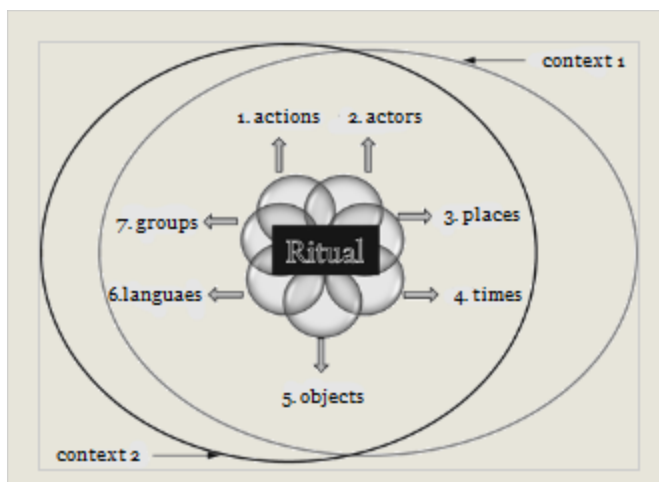 context 1
1. actions 2. actors
7. groups
3. places
Ritual
6.languaes
4. times
5. objects
context 2